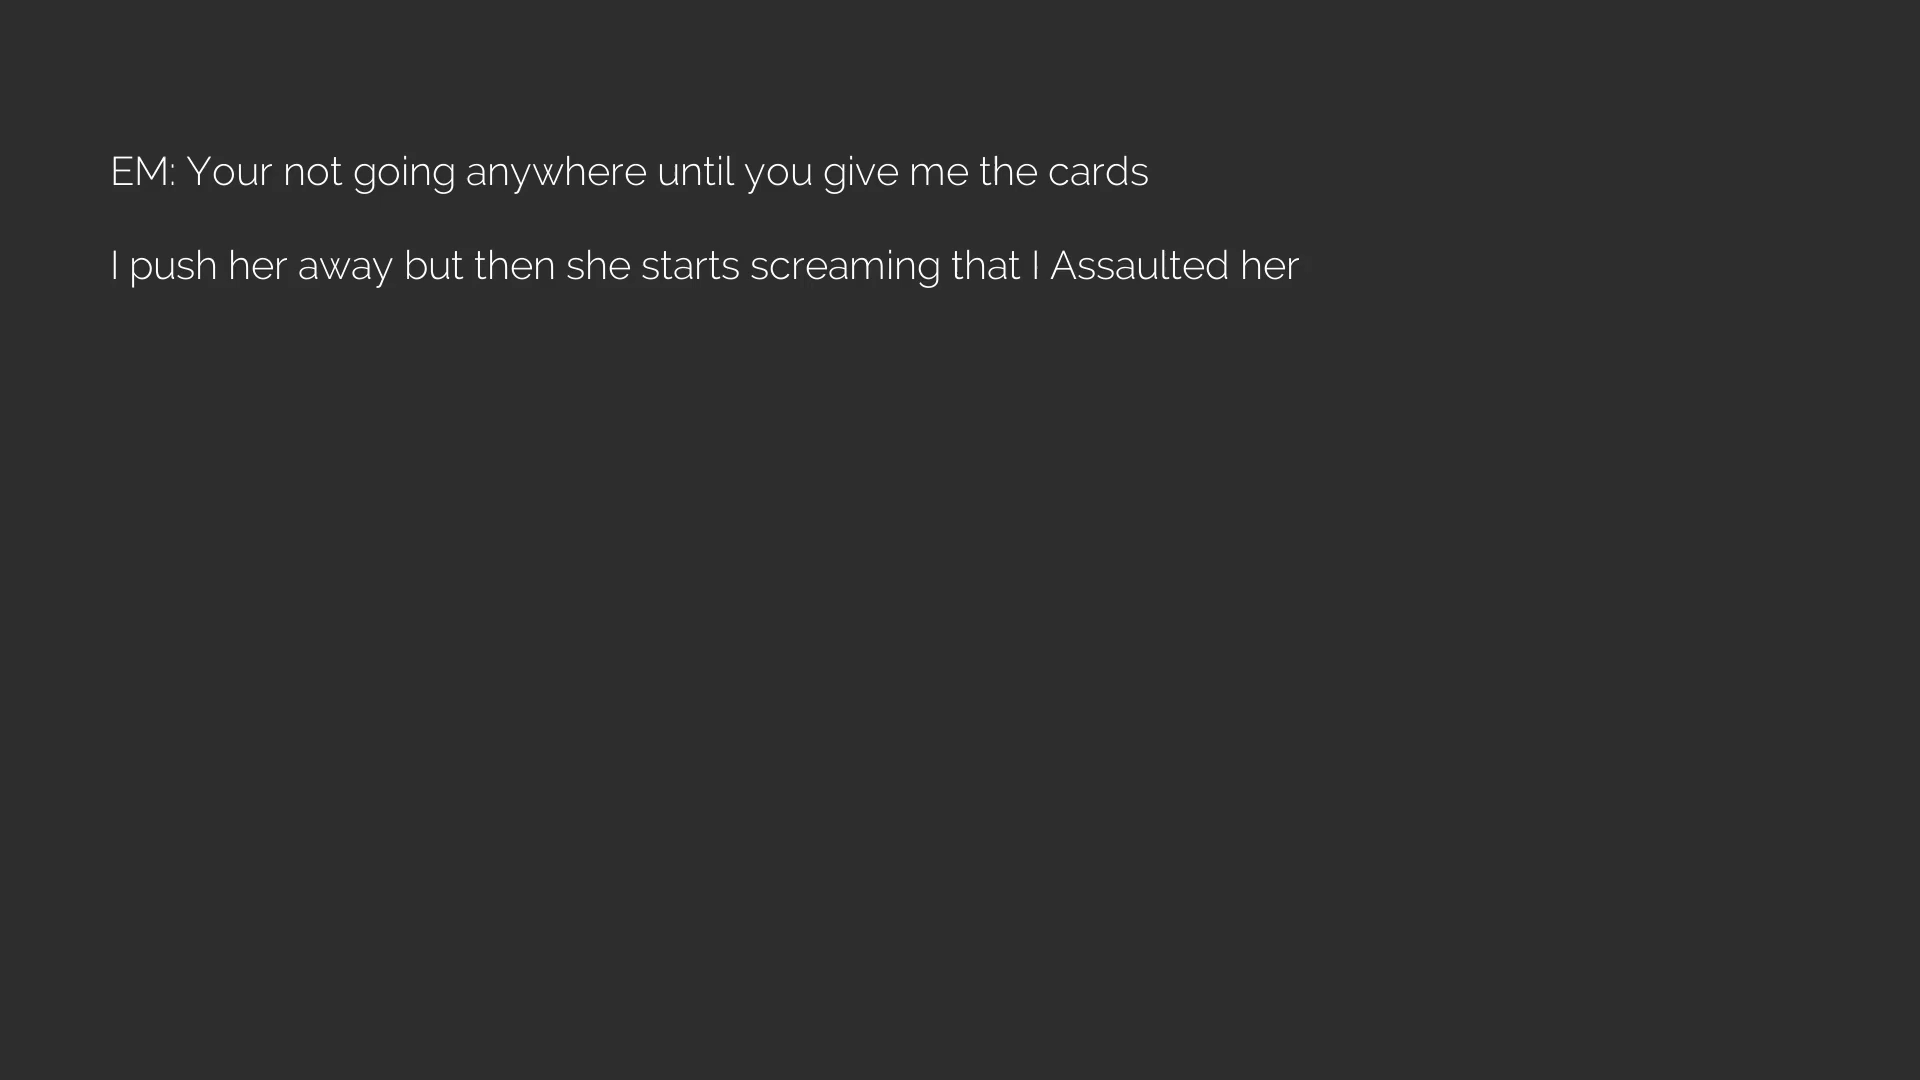 EM: Your not going anywhere until you give me the cards
I push her away but then she starts screaming that I Assaulted her